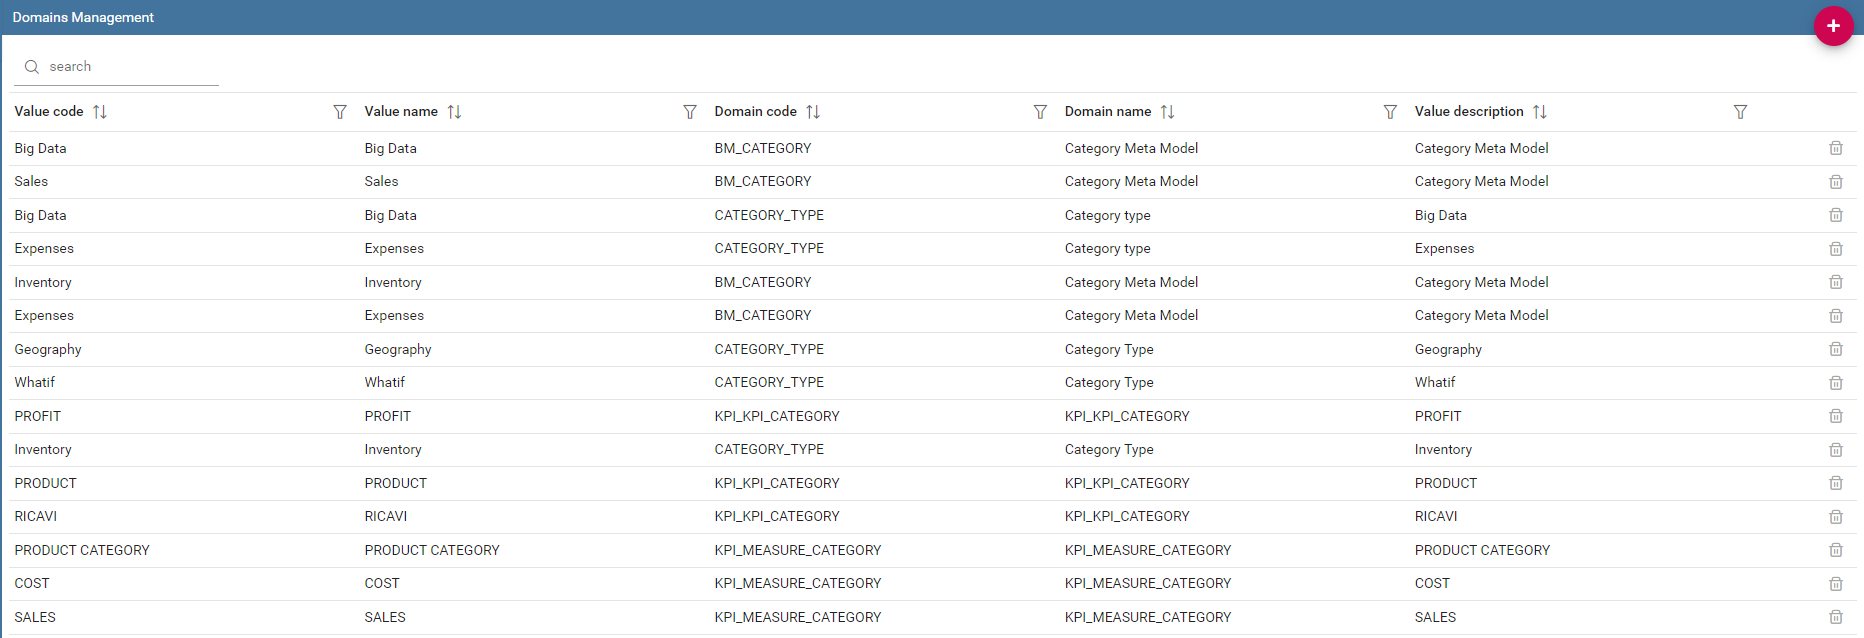 Domains Management
search
Value code Value name Domain code Domain name Value description
Big Data Big Data BM_CATEGORY Category Meta Model Category Meta Model
Sales Sales BM_CATEGORY Category Meta Model Category Meta Model
Big Data Big Data CATEGORY_TYPE Category type Big Data
Expenses Expenses CATEGORY_TYPE Category type Expenses
Inventory Inventory BM_CATEGORY Category Meta Model Category Meta Model
Expenses Expenses BM_CATEGORY Category Meta Model Category Meta Model
Geography Geography CATEGORY_TYPE Category Type Geography
Whatif Whatif CATEGORY_TYPE Category Type Whatif
PROFIT PROFIT KPI_KPI_CATEGORY KPI_KPI_CATEGORY PROFIT
Inventory Inventory CATEGORY_TYPE Category Type Inventory
PRODUCT PRODUCT KPI_KPI_CATEGORY KPI_KPI_CATEGORY PRODUCT
RICAVI RICAVI KPI_KPI_CATEGORY KPI_KPI_CATEGORY RICAVI
PRODUCT CATEGORY PRODUCT CATEGORY KPI_MEASURE_CATEGORY KPI_MEASURE_CATEGORY PRODUCT CATEGORY
COST COST KPI_MEASURE_CATEGORY KPI_MEASURE_CATEGORY COST
SALES SALES KPI_MEASURE_CATEGORY KPI_MEASURE_CATEGORY SALES